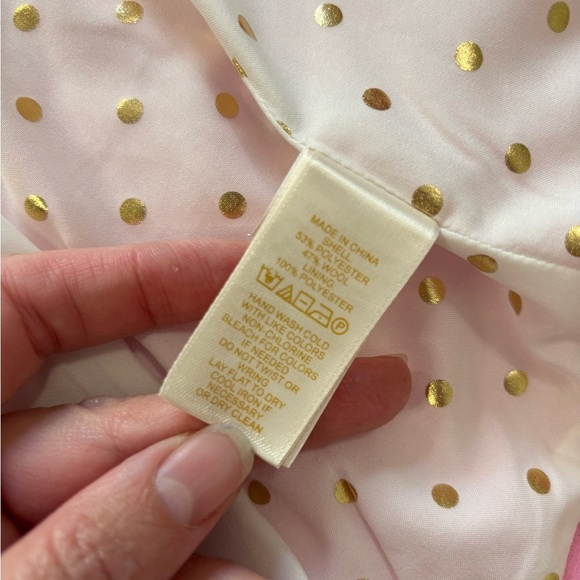 MADE IN CHINA
SHELL
53% POLYESTER
47% WOOL
LINING
100% POLYESTER
P
HAND WASH COLD
WITH LIKE COLORS
NON-CHLORINE
BLEACH FOR COLORS
IF NEEDED
DO NOT TWIST OR
WRING
LAY FLAT TO DRY
COOL IRON IF
NECESSARY
OR DRY CLEAN